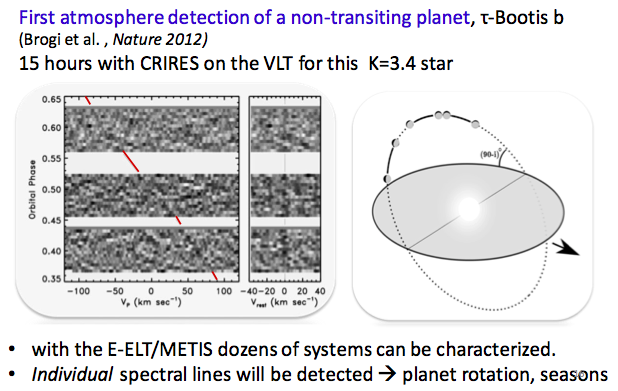 First atmosphere detection of a non-transiting planet, τ-Bootis b
(Brogi et al. , Nature 2012)
15 hours with CRIRES on the VLT for this K=3.4 star
0.65
0.60
0.55
0.50
0.45
0.40
0.35
Orbital Phase
-100 -50 0 50 100
V_P (km sec⁻¹)
-40 -20 0 20 40
V_rest (km sec⁻¹)
(90-i)°
• with the E-ELT/METIS dozens of systems can be characterized.
• Individual spectral lines will be detected → planet rotation, seasons